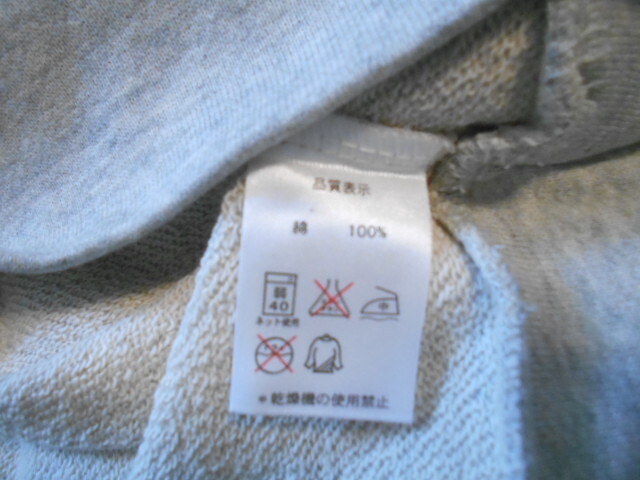 品質表示
綿 100%
弱
40
中
ネット使用
＊乾燥機の使用禁止